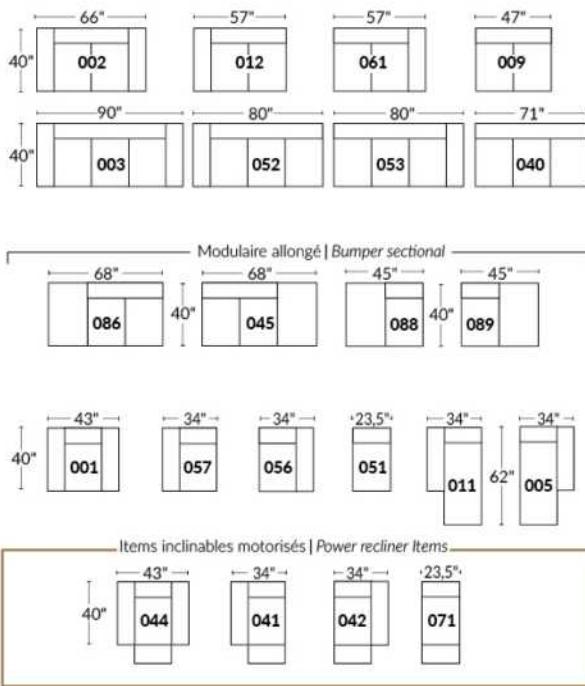 66" 57" 57" 47"
40" 002 012 061 009
90" 80" 80" 71"
40" 003 052 053 040
Modulaire allongé | Bumper sectional
68" 68" 45" 45"
086 40" 045 088 40" 089
43" 34" 34" 23,5" 34" 34"
40" 001 057 056 051 011 62" 005
Items inclinables motorisés | Power recliner Items
43" 34" 34" 23,5"
40" 044 041 042 071